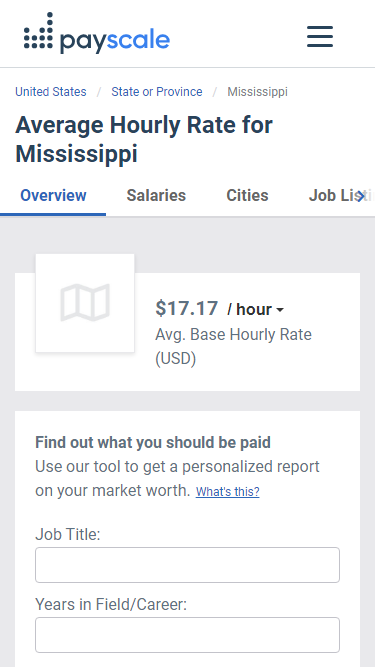 payscale
United States / State or Province / Mississippi
Average Hourly Rate for
Mississippi
Overview Salaries Cities Job Listi
$17.17 / hour
Avg. Base Hourly Rate
(USD)
Find out what you should be paid
Use our tool to get a personalized report
on your market worth. What's this?
Job Title:
Years in Field/Career: